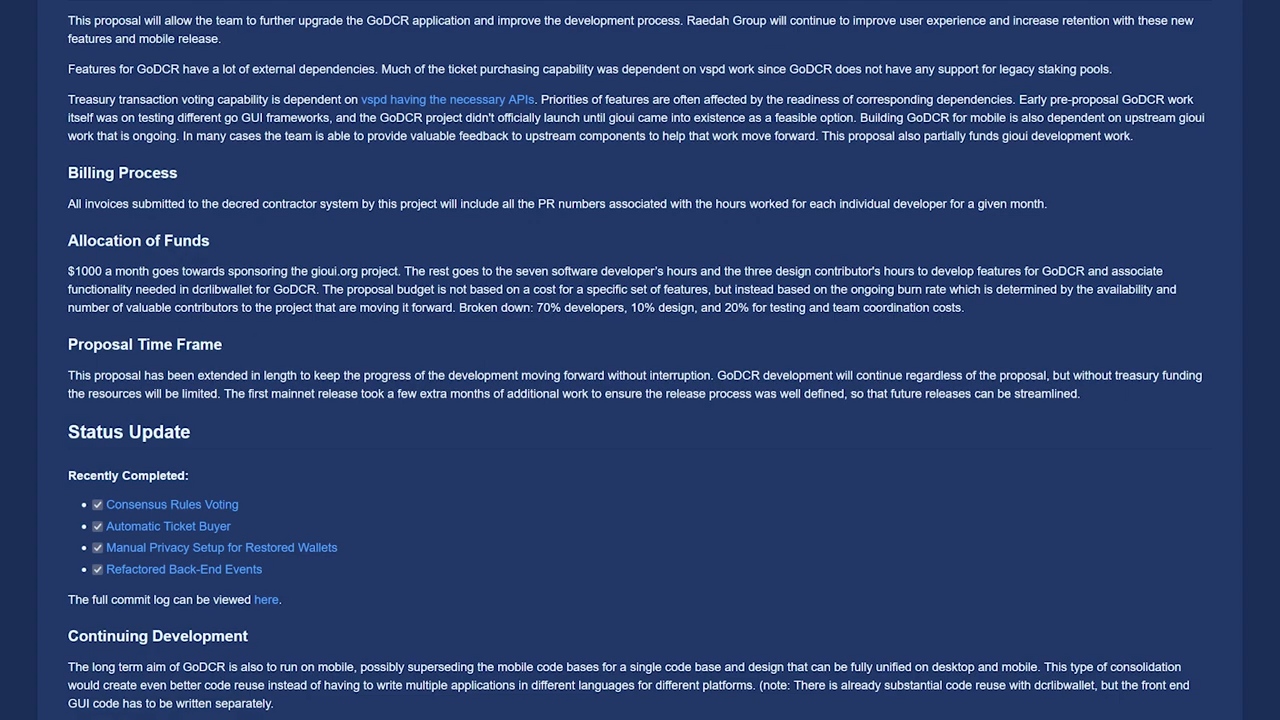 This proposal will allow the team to further upgrade the GoDCR application and improve the development process. Raedah Group will continue to improve user experience and increase retention with these new
features and mobile release.
Features for GoDCR have a lot of external dependencies. Much of the ticket purchasing capability was dependent on vspd work since GoDCR does not have any support for legacy staking pools.
Treasury transaction voting capability is dependent on vspd having the necessary APIs. Priorities of features are often affected by the readiness of corresponding dependencies. Early pre-proposal GoDCR work
itself was on testing different go GUI frameworks, and the GoDCR project didn't officially launch until gioui came into existence as a feasible option. Building GoDCR for mobile is also dependent on upstream gioui
work that is ongoing. In many cases the team is able to provide valuable feedback to upstream components to help that work move forward. This proposal also partially funds gioui development work.
Billing Process
All invoices submitted to the decred contractor system by this project will include all the PR numbers associated with the hours worked for each individual developer for a given month.
Allocation of Funds
$1000 a month goes towards sponsoring the gioui.org project. The rest goes to the seven software developer's hours and the three design contributor's hours to develop features for GoDCR and associate
functionality needed in dcrlibwallet for GoDCR. The proposal budget is not based on a cost for a specific set of features, but instead based on the ongoing burn rate which is determined by the availability and
number of valuable contributors to the project that are moving it forward. Broken down: 70% developers, 10% design, and 20% for testing and team coordination costs.
Proposal Time Frame
This proposal has been extended in length to keep the progress of the development moving forward without interruption. GoDCR development will continue regardless of the proposal, but without treasury funding
the resources will be limited. The first mainnet release took a few extra months of additional work to ensure the release process was well defined, so that future releases can be streamlined.
Status Update
Recently Completed:
Consensus Rules Voting
Automatic Ticket Buyer
Manual Privacy Setup for Restored Wallets
Refactored Back-End Events
The full commit log can be viewed here.
Continuing Development
The long term aim of GoDCR is also to run on mobile, possibly superseding the mobile code bases for a single code base and design that can be fully unified on desktop and mobile. This type of consolidation
would create even better code reuse instead of having to write multiple applications in different languages for different platforms. (note: There is already substantial code reuse with dcrlibwallet, but the front end
GUI code has to be written separately.